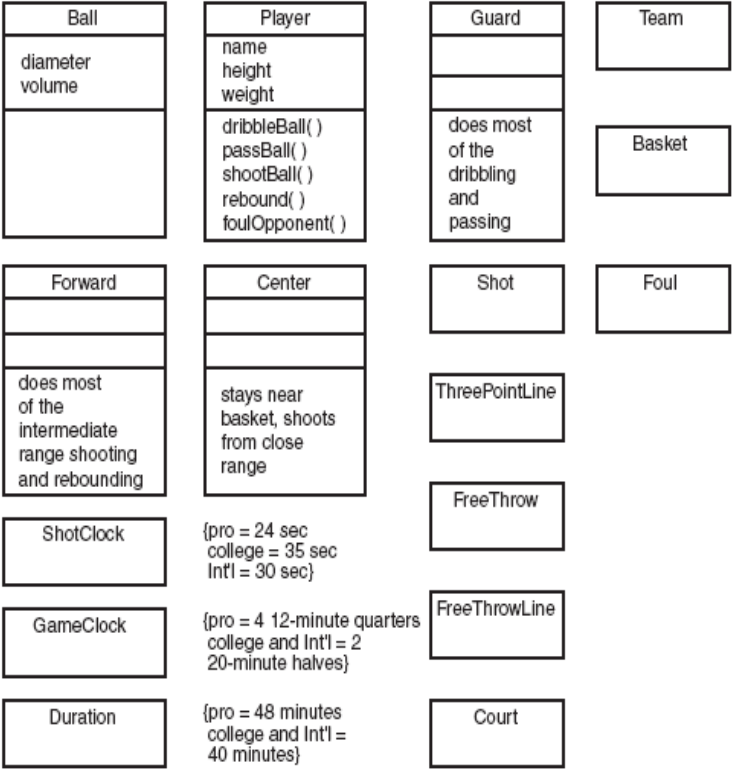 Ball
diameter
volume
Player
name
height
weight
dribbleBall( )
passBall( )
shootBall( )
rebound( )
foulOpponent( )
Guard
does most
of the
dribbling
and
passing
Team
Basket
Forward
does most
of the
intermediate
range shooting
and rebounding
Center
stays near
basket, shoots
from close
range
Shot
Foul
ThreePointLine
FreeThrow
ShotClock
{pro = 24 sec
college = 35 sec
Int'l = 30 sec}
GameClock
{pro = 4 12-minute quarters
college and Int'l = 2
20-minute halves}
FreeThrowLine
Duration
{pro = 48 minutes
college and Int'l =
40 minutes}
Court